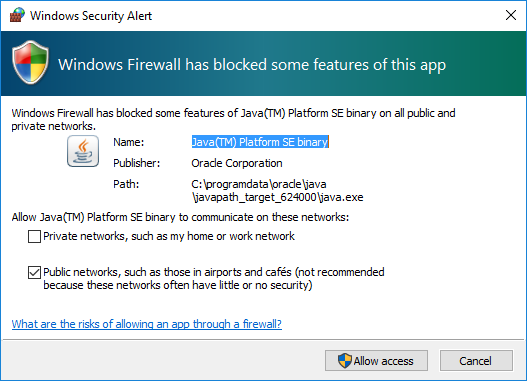 Windows Security Alert
Windows Firewall has blocked some features of this app
Windows Firewall has blocked some features of Java(TM) Platform SE binary on all public and
private networks.
Name: Java(TM) Platform SE binary
Publisher: Oracle Corporation
Path: C:\programdata\oracle\java
\javapath_target_624000\java.exe
Allow Java(TM) Platform SE binary to communicate on these networks:
Private networks, such as my home or work network
Public networks, such as those in airports and cafés (not recommended
because these networks often have little or no security)
What are the risks of allowing an app through a firewall?
Allow access Cancel